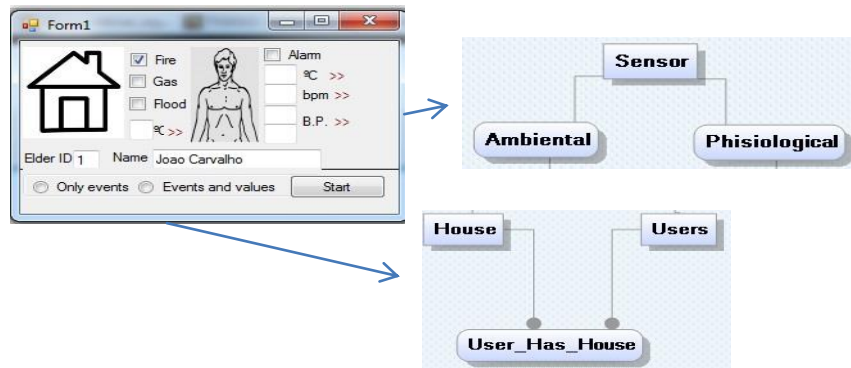 Form1
Fire
Gas
Flood
ºC >>
Alarm
ºC >>
bpm >>
B.P. >>
Elder ID 1 Name Joao Carvalho
Only events Events and values Start
Sensor
Ambiental Phisiological
House Users
User_Has_House